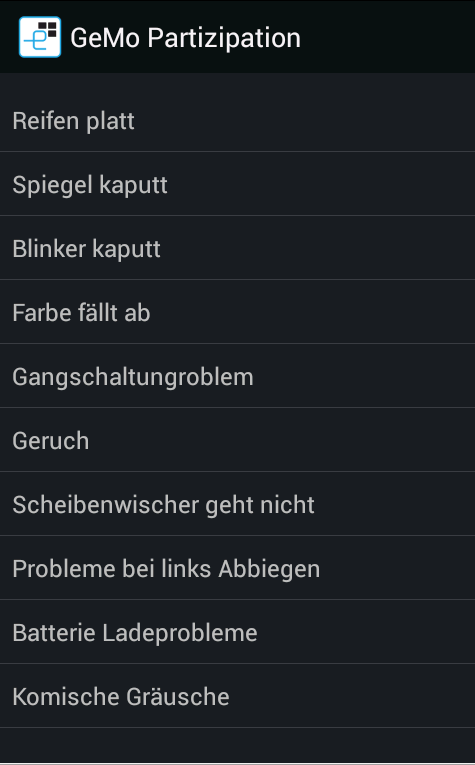 GeMo Partizipation
Reifen platt
Spiegel kaputt
Blinker kaputt
Farbe fällt ab
Gangschaltungroblem
Geruch
Scheibenwischer geht nicht
Probleme bei links Abbiegen
Batterie Ladeprobleme
Komische Gräusche